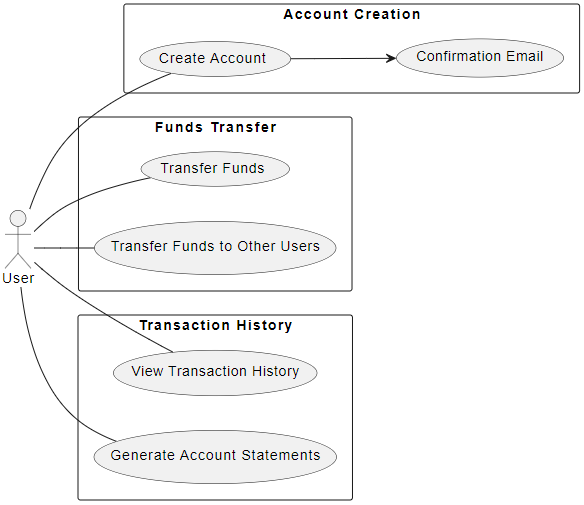 Account Creation
Create Account
Confirmation Email
Funds Transfer
Transfer Funds
Transfer Funds to Other Users
User
Transaction History
View Transaction History
Generate Account Statements